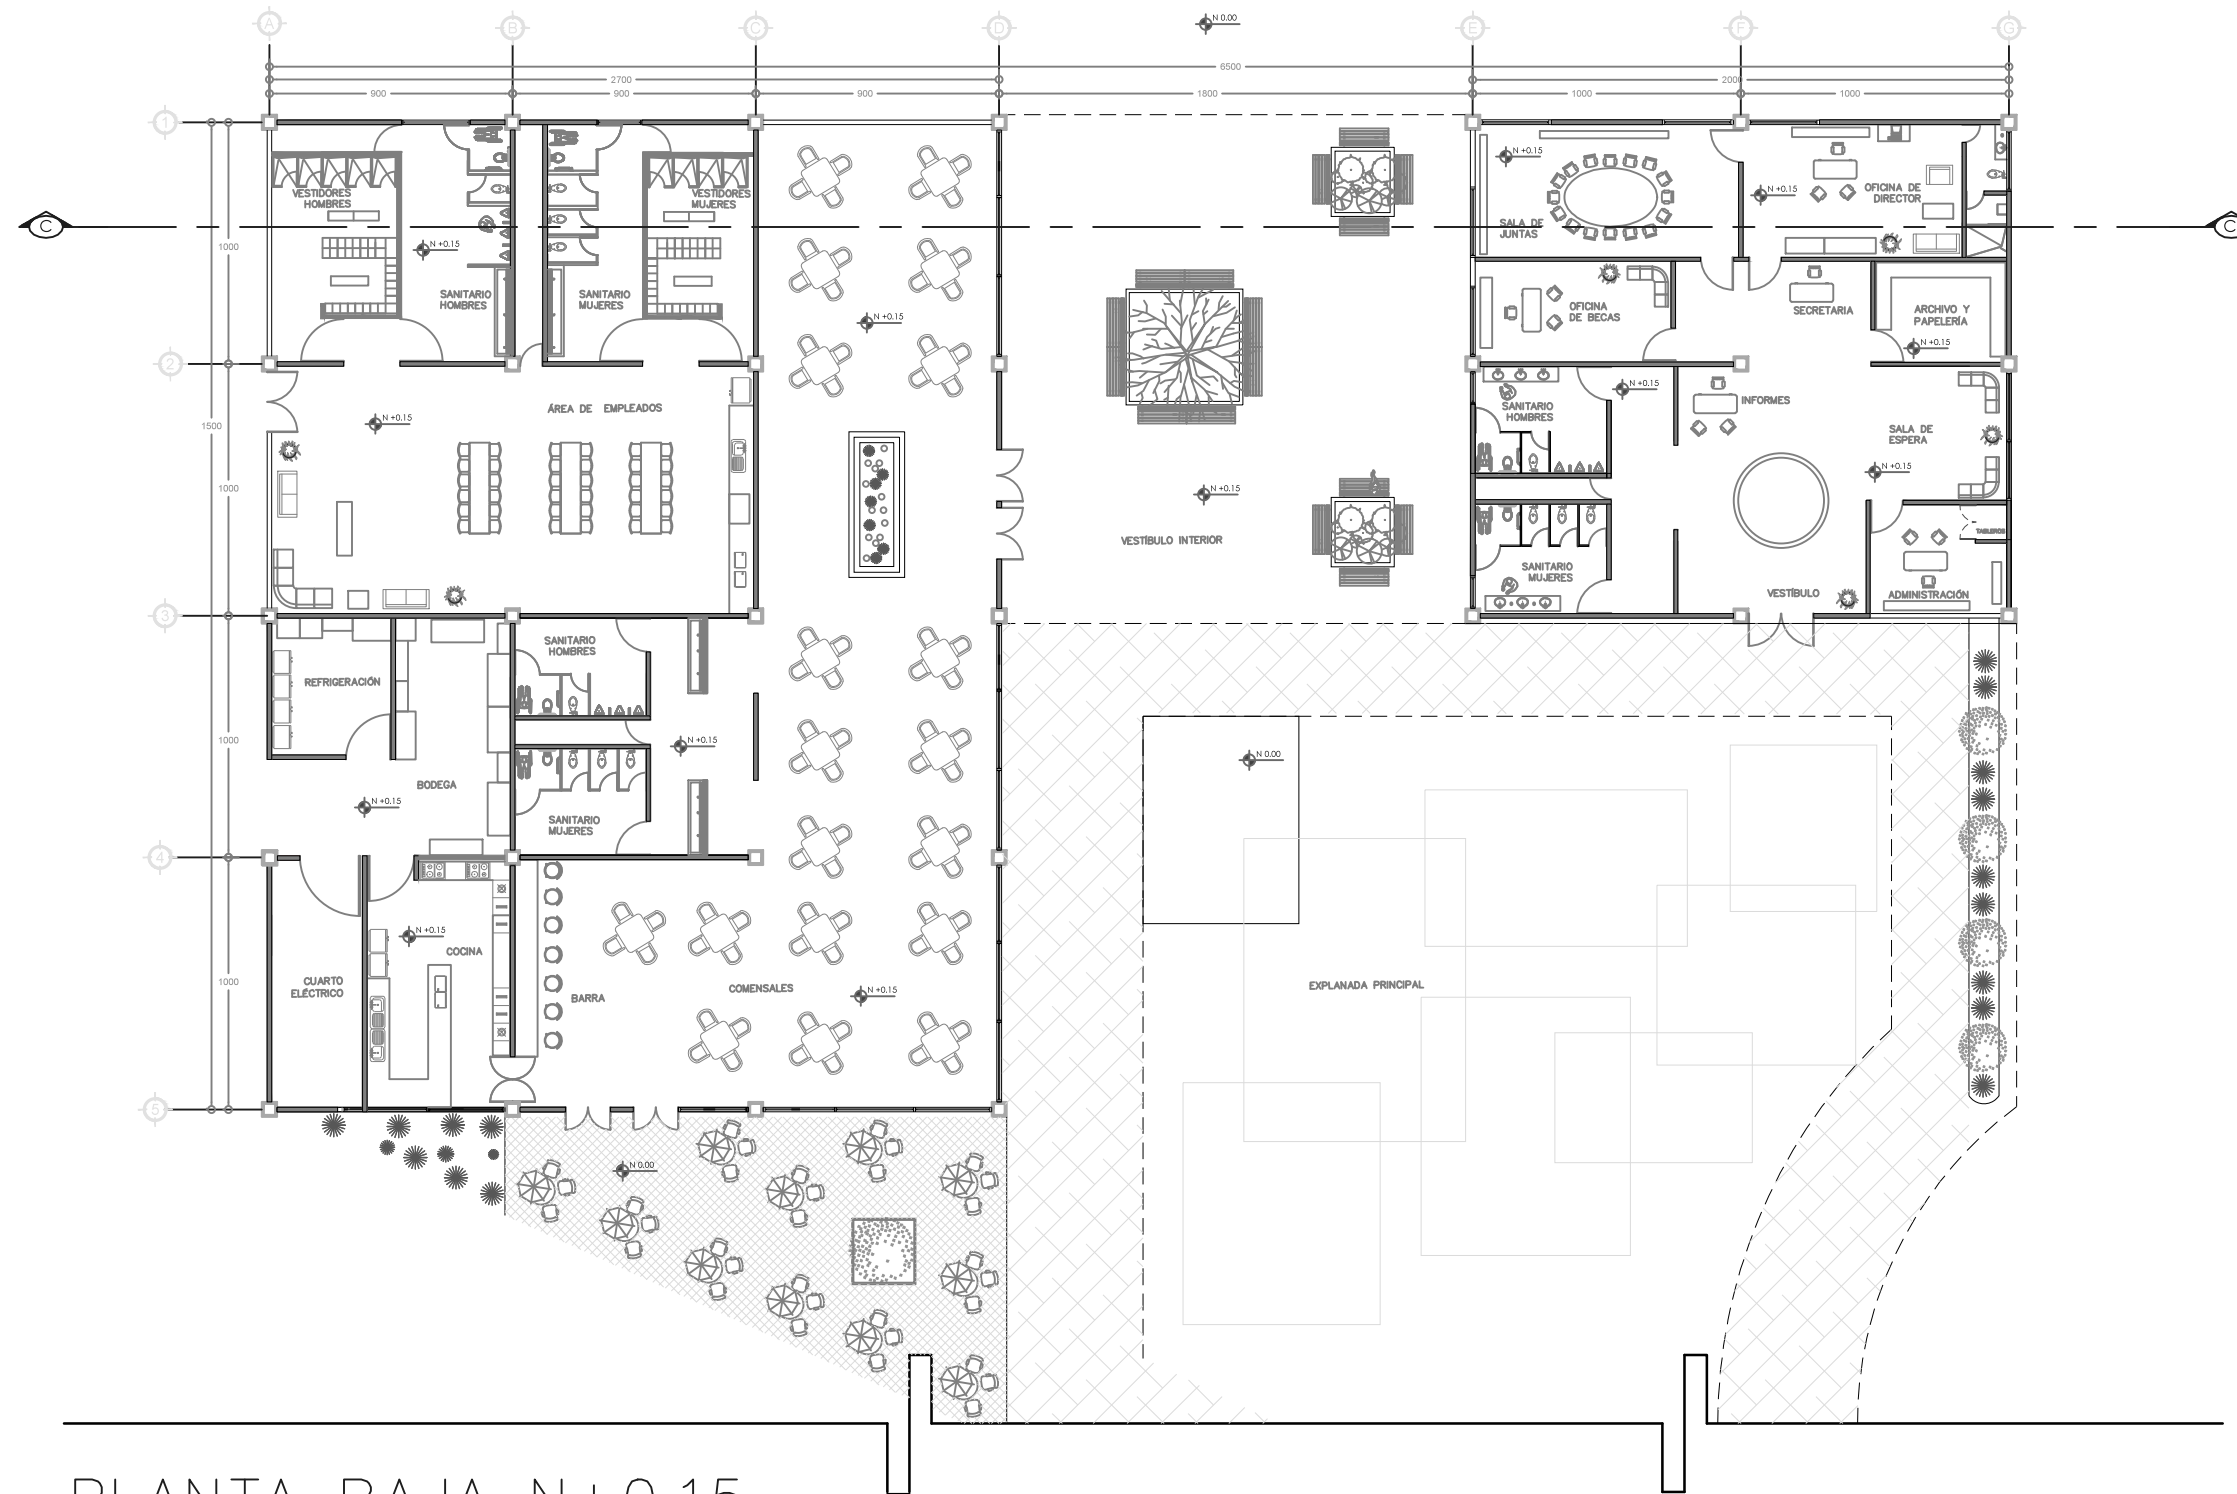 A
B
C
D
N 0.00
E
F
G
6500
2700
2000
900
900
900
1800
1000
1000
1
C
C
N +0.15
N +0.15
VESTIDORES
HOMBRES
VESTIDORES
MUJERES
SALA DE
JUNTAS
OFICINA DE
DIRECTOR
N +0.15
1000
SANITARIO
HOMBRES
SANITARIO
MUJERES
N +0.15
OFICINA
DE BECAS
SECRETARIA
ARCHIVO Y
PAPELERÍA
N +0.15
2
N +0.15
ÁREA DE EMPLEADOS
N +0.15
1500
SANITARIO
HOMBRES
INFORMES
SALA DE
ESPERA
N +0.15
1000
N +0.15
VESTÍBULO INTERIOR
TABLEROS
SANITARIO
MUJERES
VESTÍBULO
ADMINISTRACIÓN
3
SANITARIO
HOMBRES
REFRIGERACIÓN
1000
N +0.15
N 0.00
BODEGA
N +0.15
SANITARIO
MUJERES
4
N +0.15
COCINA
1000
CUARTO
ELÉCTRICO
BARRA
COMENSALES
N +0.15
EXPLANADA PRINCIPAL
5
N 0.00
PLANTA BAJA N+0.15